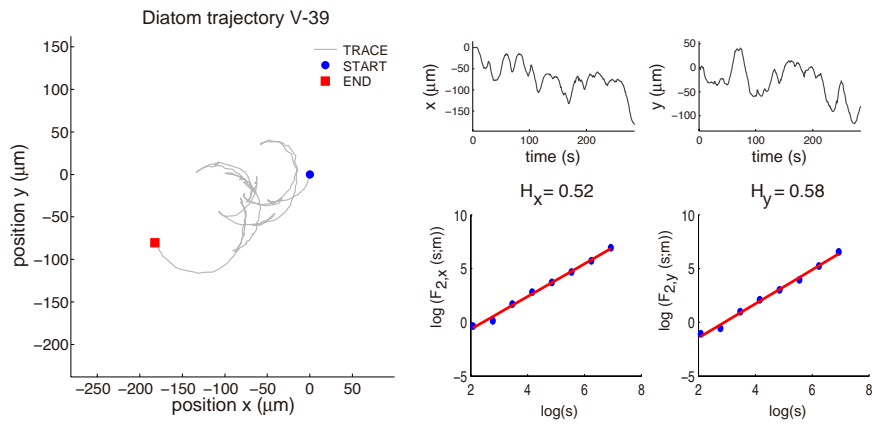 Diatom trajectory V-39
150
100
50
0
−50
−100
−150
−200
position y (μm)
−250 −200 −150 −100 −50 0
position x (μm)
TRACE
START
END
0
−50
−100
−150
x (μm)
0 100 200
time (s)
50
0
−50
−100
y (μm)
0 100 200
time (s)
H_x = 0.52
10
5
0
−5
log (F_2,x (s;m))
2 4 6 8
log(s)
H_y = 0.58
10
5
0
−5
log (F_2,y (s;m))
2 4 6 8
log(s)